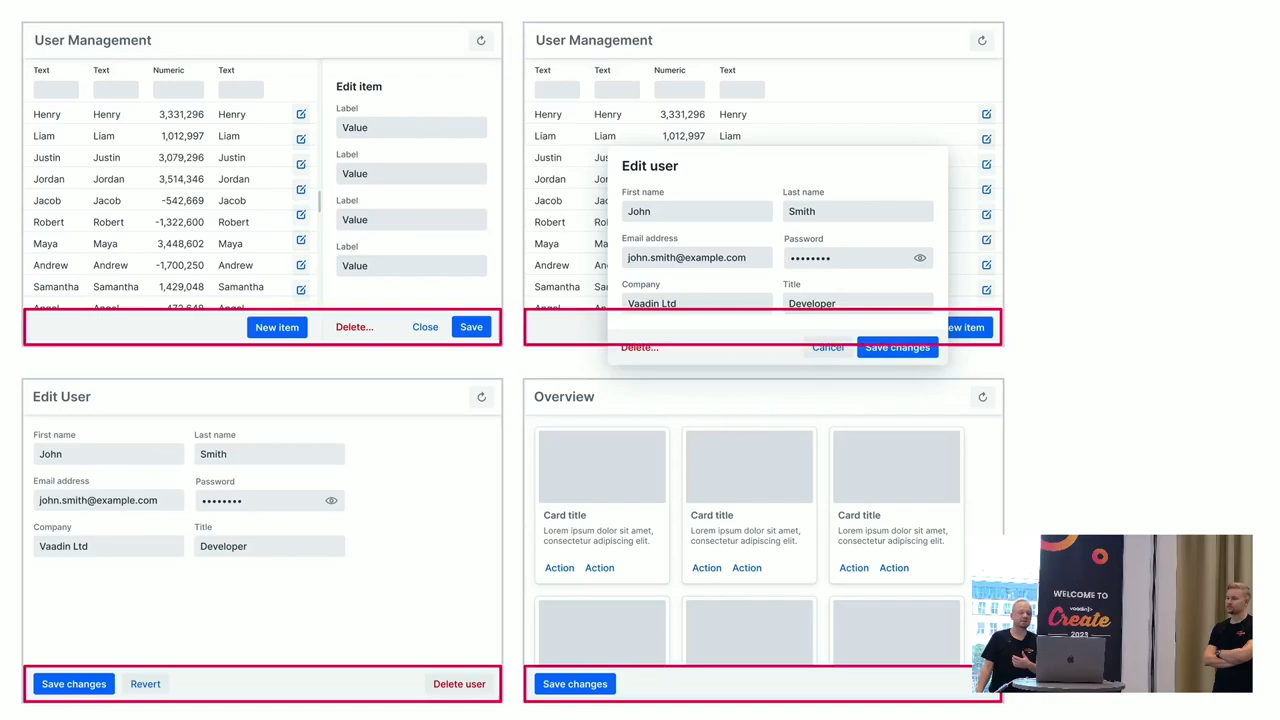 User Management
Text Text Numeric Text
Henry Henry 3,331,296 Henry
Liam Liam 1,012,997 Liam
Justin Justin 3,079,296 Justin
Jordan Jordan 3,514,346 Jordan
Jacob Jacob -542,669 Jacob
Robert Robert -1,322,600 Robert
Maya Maya 3,448,602 Maya
Andrew Andrew -1,700,250 Andrew
Samantha Samantha 1,429,048 Samantha
Angel Angel 473,648 Angel
Edit item
Label
Value
Label
Value
Label
Value
Label
Value
New item Delete... Close Save
User Management
Text Text Numeric Text
Henry Henry 3,331,296 Henry
Liam Liam 1,012,997 Liam
Justin
Jordan
Jacob
Robert
Maya
Andrew
Samantha
Angel
Edit user
First name Last name
John Smith
Email address Password
john.smith@example.com ••••••••
Company Title
Vaadin Ltd Developer
ew item
Delete... Cancel Save changes
Edit User
First name Last name
John Smith
Email address Password
john.smith@example.com ••••••••
Company Title
Vaadin Ltd Developer
Save changes Revert Delete user
Overview
Card title Card title Card title
Lorem ipsum dolor sit amet, Lorem ipsum dolor sit amet, Lorem ipsum dolor sit amet,
consectetur adipiscing elit. consectetur adipiscing elit. consectetur adipiscing elit.
Action Action Action Action Action Action
Save changes
WELCOME TO
vaadin}>
Create
2023